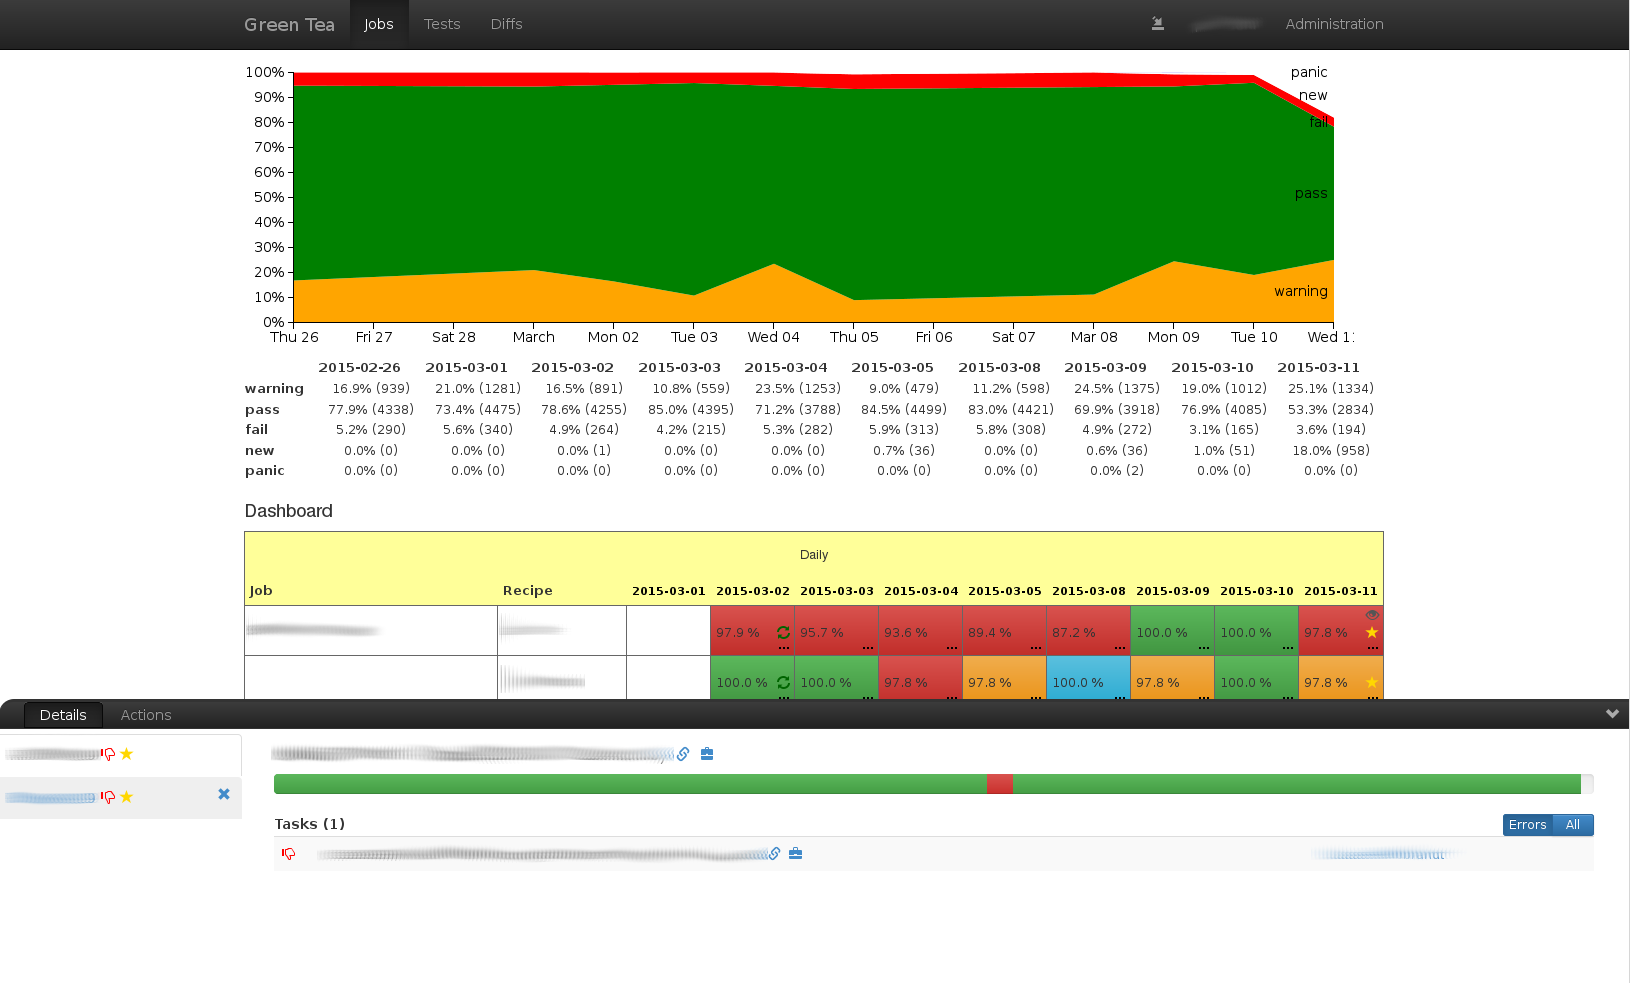 Green Tea Jobs Tests Diffs Administration
100%
90%
80%
70%
60%
50%
40%
30%
20%
10%
0%
panic
new
fail
pass
warning
Thu 26 Fri 27 Sat 28 March Mon 02 Tue 03 Wed 04 Thu 05 Fri 06 Sat 07 Mar 08 Mon 09 Tue 10 Wed 1
2015-02-26 2015-03-01 2015-03-02 2015-03-03 2015-03-04 2015-03-05 2015-03-08 2015-03-09 2015-03-10 2015-03-11
warning 16.9% (939) 21.0% (1281) 16.5% (891) 10.8% (559) 23.5% (1253) 9.0% (479) 11.2% (598) 24.5% (1375) 19.0% (1012) 25.1% (1334)
pass 77.9% (4338) 73.4% (4475) 78.6% (4255) 85.0% (4395) 71.2% (3788) 84.5% (4499) 83.0% (4421) 69.9% (3918) 76.9% (4085) 53.3% (2834)
fail 5.2% (290) 5.6% (340) 4.9% (264) 4.2% (215) 5.3% (282) 5.9% (313) 5.8% (308) 4.9% (272) 3.1% (165) 3.6% (194)
new 0.0% (0) 0.0% (0) 0.0% (1) 0.0% (0) 0.0% (0) 0.7% (36) 0.0% (0) 0.6% (36) 1.0% (51) 18.0% (958)
panic 0.0% (0) 0.0% (0) 0.0% (0) 0.0% (0) 0.0% (0) 0.0% (0) 0.0% (0) 0.0% (2) 0.0% (0) 0.0% (0)
Dashboard
Daily
Job Recipe 2015-03-01 2015-03-02 2015-03-03 2015-03-04 2015-03-05 2015-03-08 2015-03-09 2015-03-10 2015-03-11
97.9 % 95.7 % 93.6 % 89.4 % 87.2 % 100.0 % 100.0 % 97.8 %
... ... ... ... ... ... ... ...
100.0 % 100.0 % 97.8 % 97.8 % 100.0 % 97.8 % 100.0 % 97.8 %
... ... ... ... ... ... ... ...
Details Actions
Tasks (1) Errors All